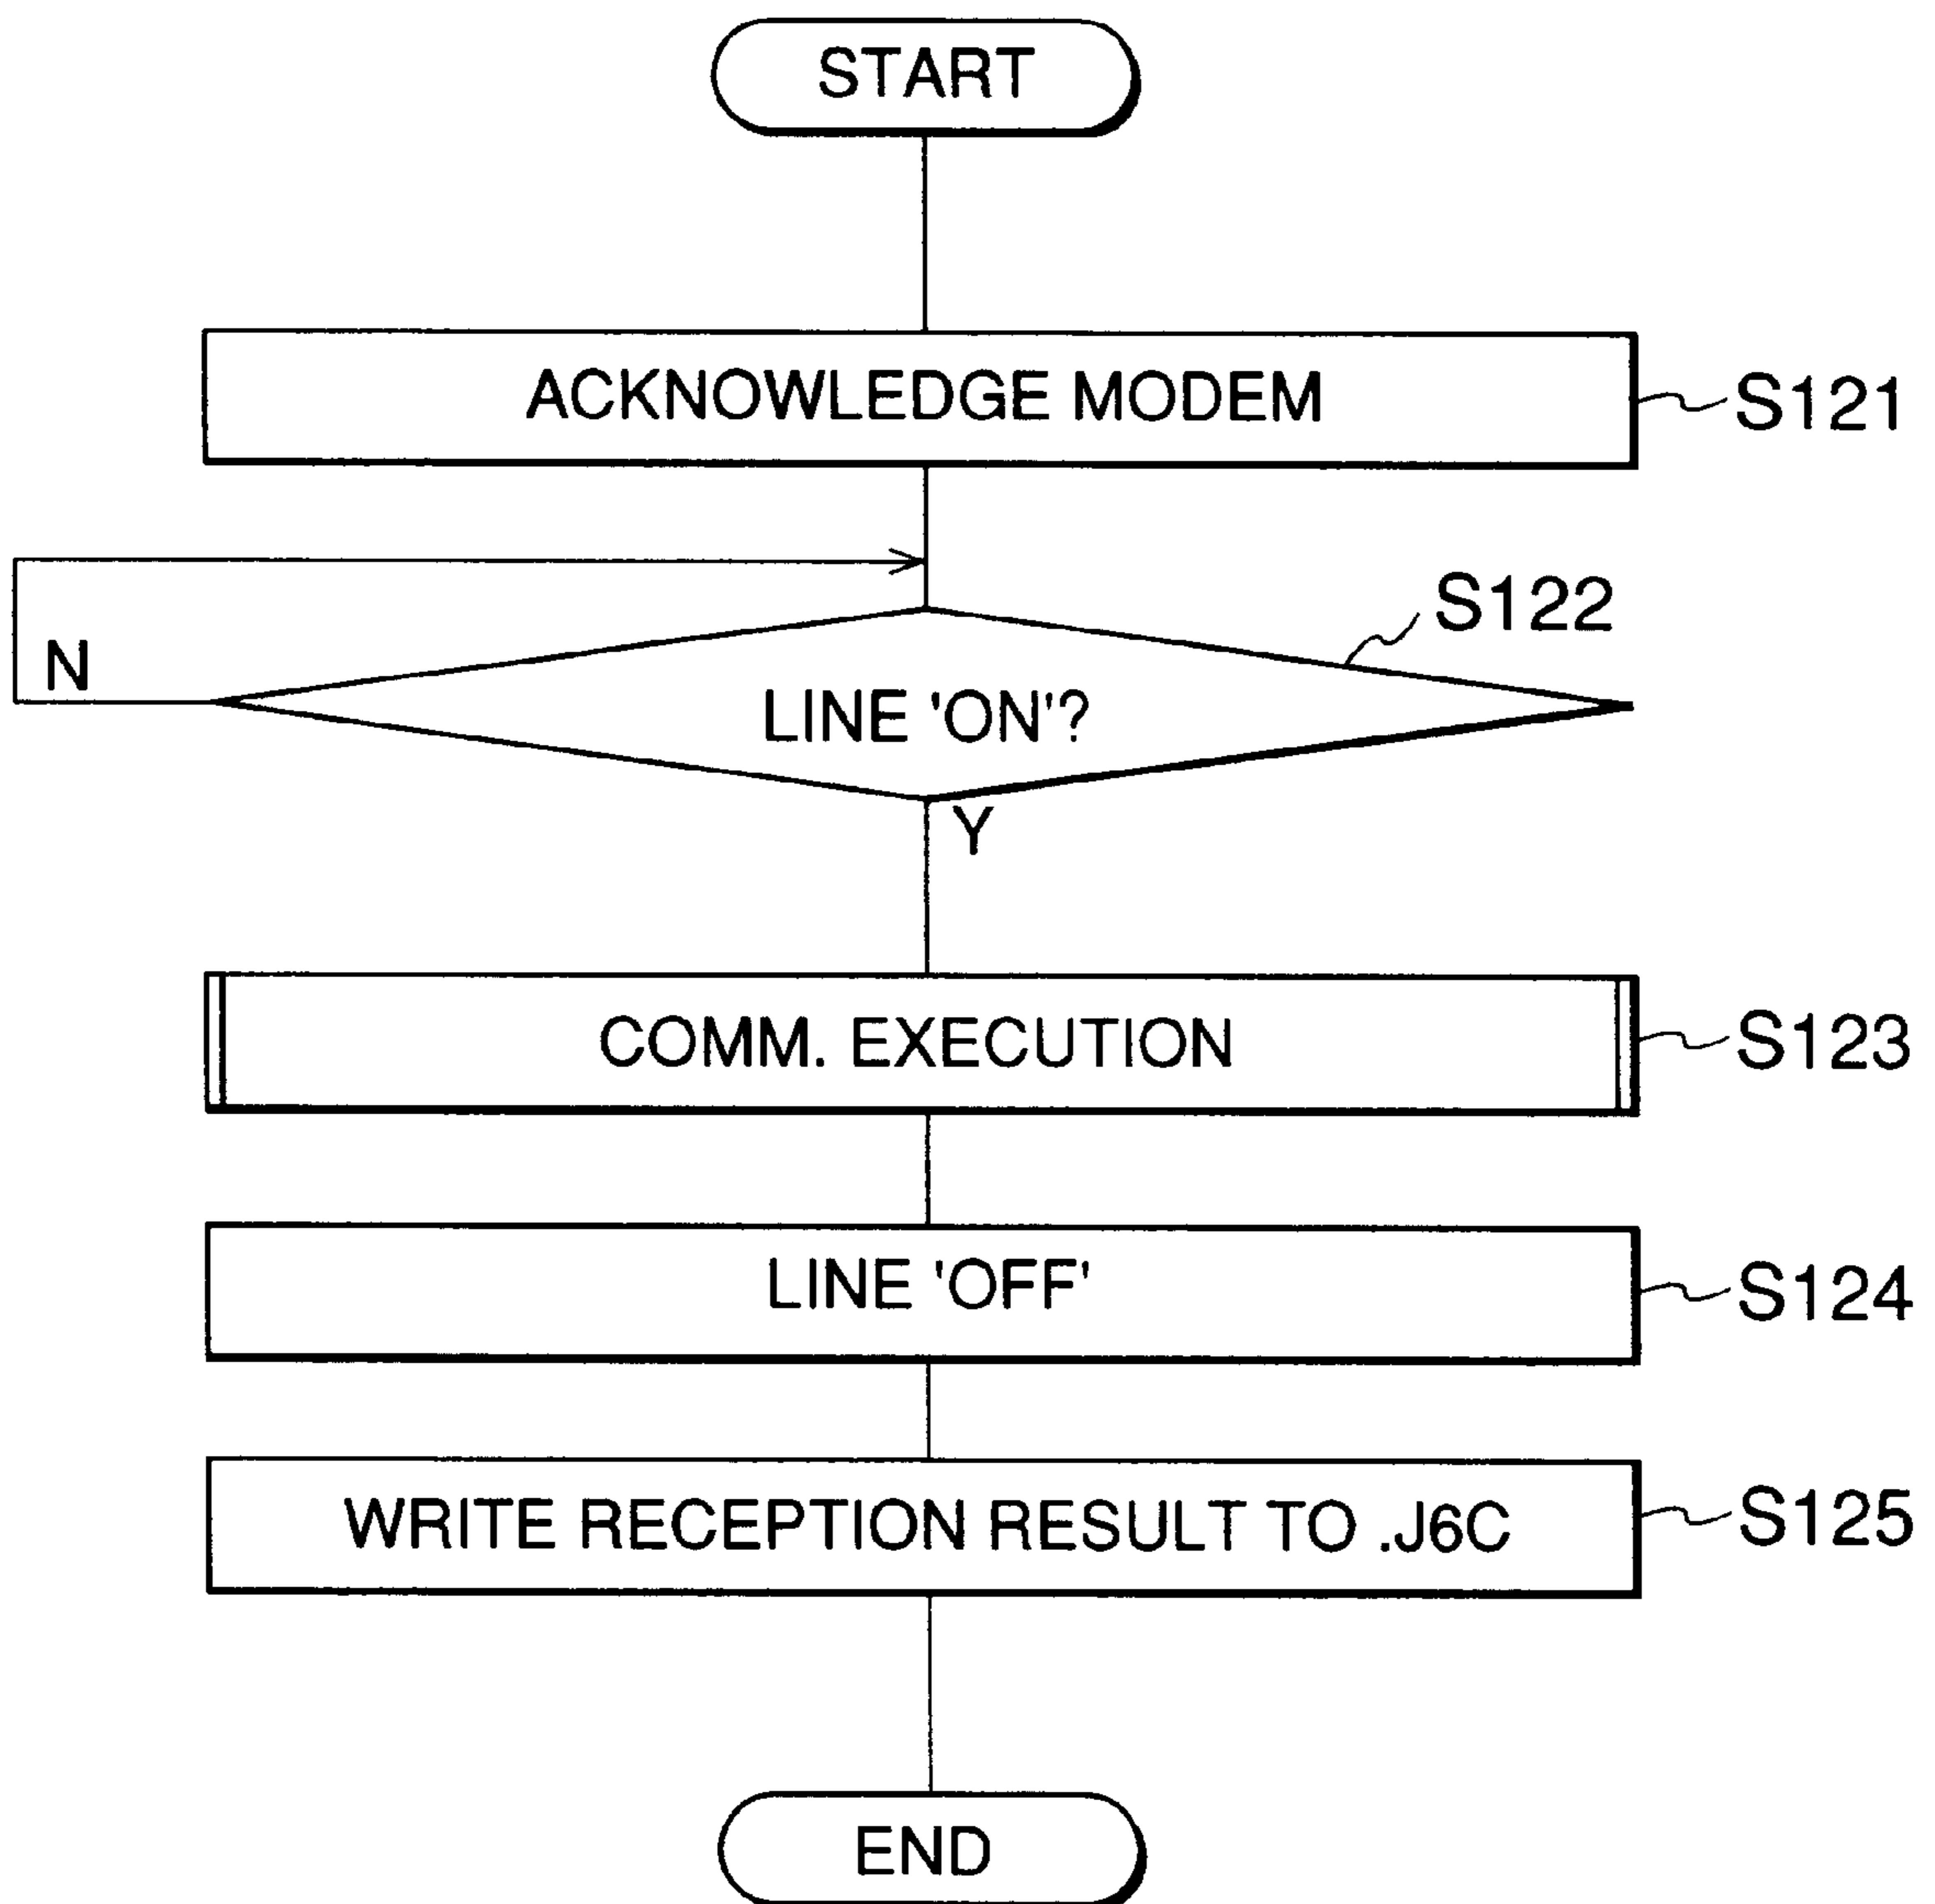 START
ACKNOWLEDGE MODEM
S121
S122
N
LINE 'ON'?
Y
COMM. EXECUTION
S123
LINE 'OFF'
S124
WRITE RECEPTION RESULT TO .J6C
S125
END